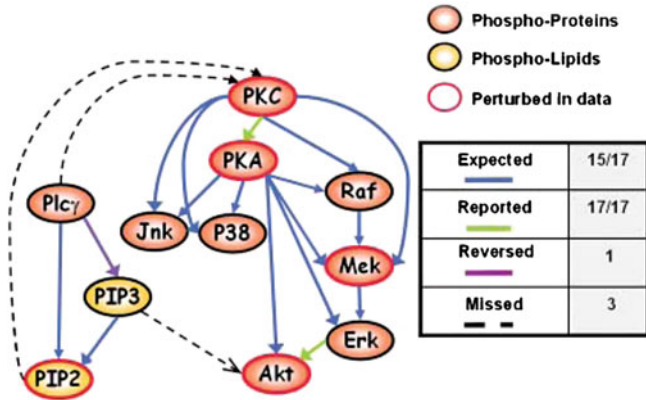 Phospho-Proteins
Phospho-Lipids
Perturbed in data
PKC
PKA
Raf
Plcγ
Jnk
P38
Mek
PIP3
Erk
PIP2
Akt
Expected 15/17
Reported 17/17
Reversed 1
Missed 3